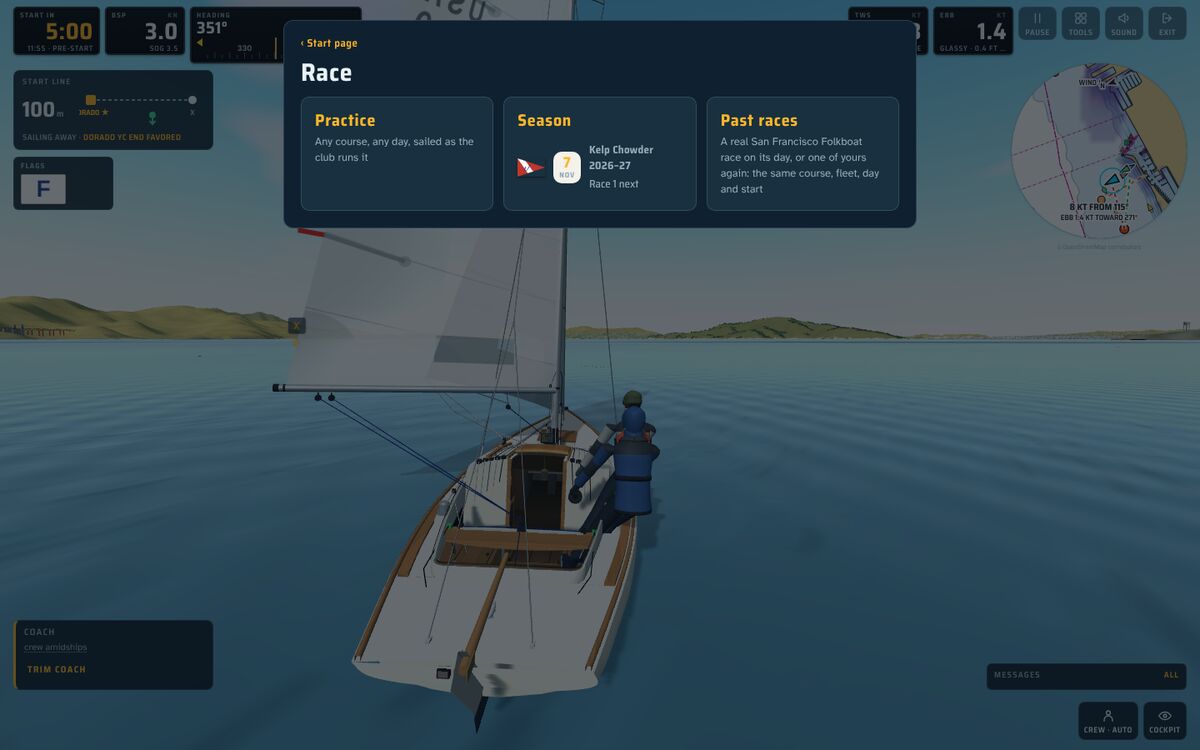 START IN
5:00
11:55 · PRE-START
BSP KN
3.0
SOG 3.5
HEADING
351°
330
‹ Start page
Race
Practice
Any course, any day, sailed as the
club runs it
Season
7
NOV
Kelp Chowder
2026–27
Race 1 next
Past races
A real San Francisco Folkboat
race on its day, or one of yours
again: the same course, fleet, day
and start
TWS KT
EBB KT
1.4
GLASSY · 0.4 FT ...
PAUSE
TOOLS
SOUND
EXIT
START LINE
100 m
X
SAILING AWAY · DORADO YC END FAVORED
FLAGS
F
WIND
N
8 KT FROM 115°
EBB 1.4 KT TOWARD 271°
X
COACH
crew amidships
TRIM COACH
MESSAGES ALL
CREW · AUTO
COCKPIT